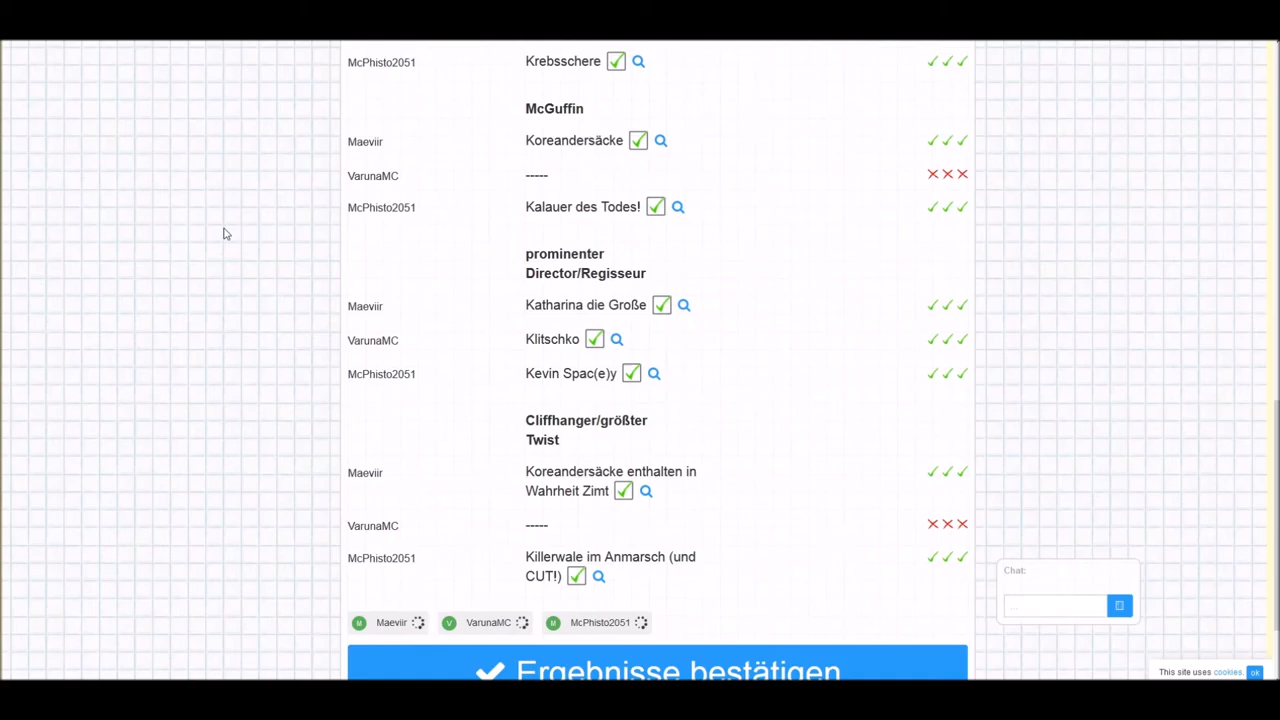 McPhisto2051 Krebsschere
McGuffin
Maeviir Koreandersäcke
VarunaMC -----
McPhisto2051 Kalauer des Todes!
prominenter
Director/Regisseur
Maeviir Katharina die Große
VarunaMC Klitschko
McPhisto2051 Kevin Spac(e)y
Cliffhanger/größter
Twist
Maeviir Koreandersäcke enthalten in
Wahrheit Zimt
VarunaMC -----
McPhisto2051 Killerwale im Anmarsch (und
CUT!)
Chat:
...
M Maeviir V VarunaMC M McPhisto2051
Ergebnisse bestätigen
This site uses cookies. ok